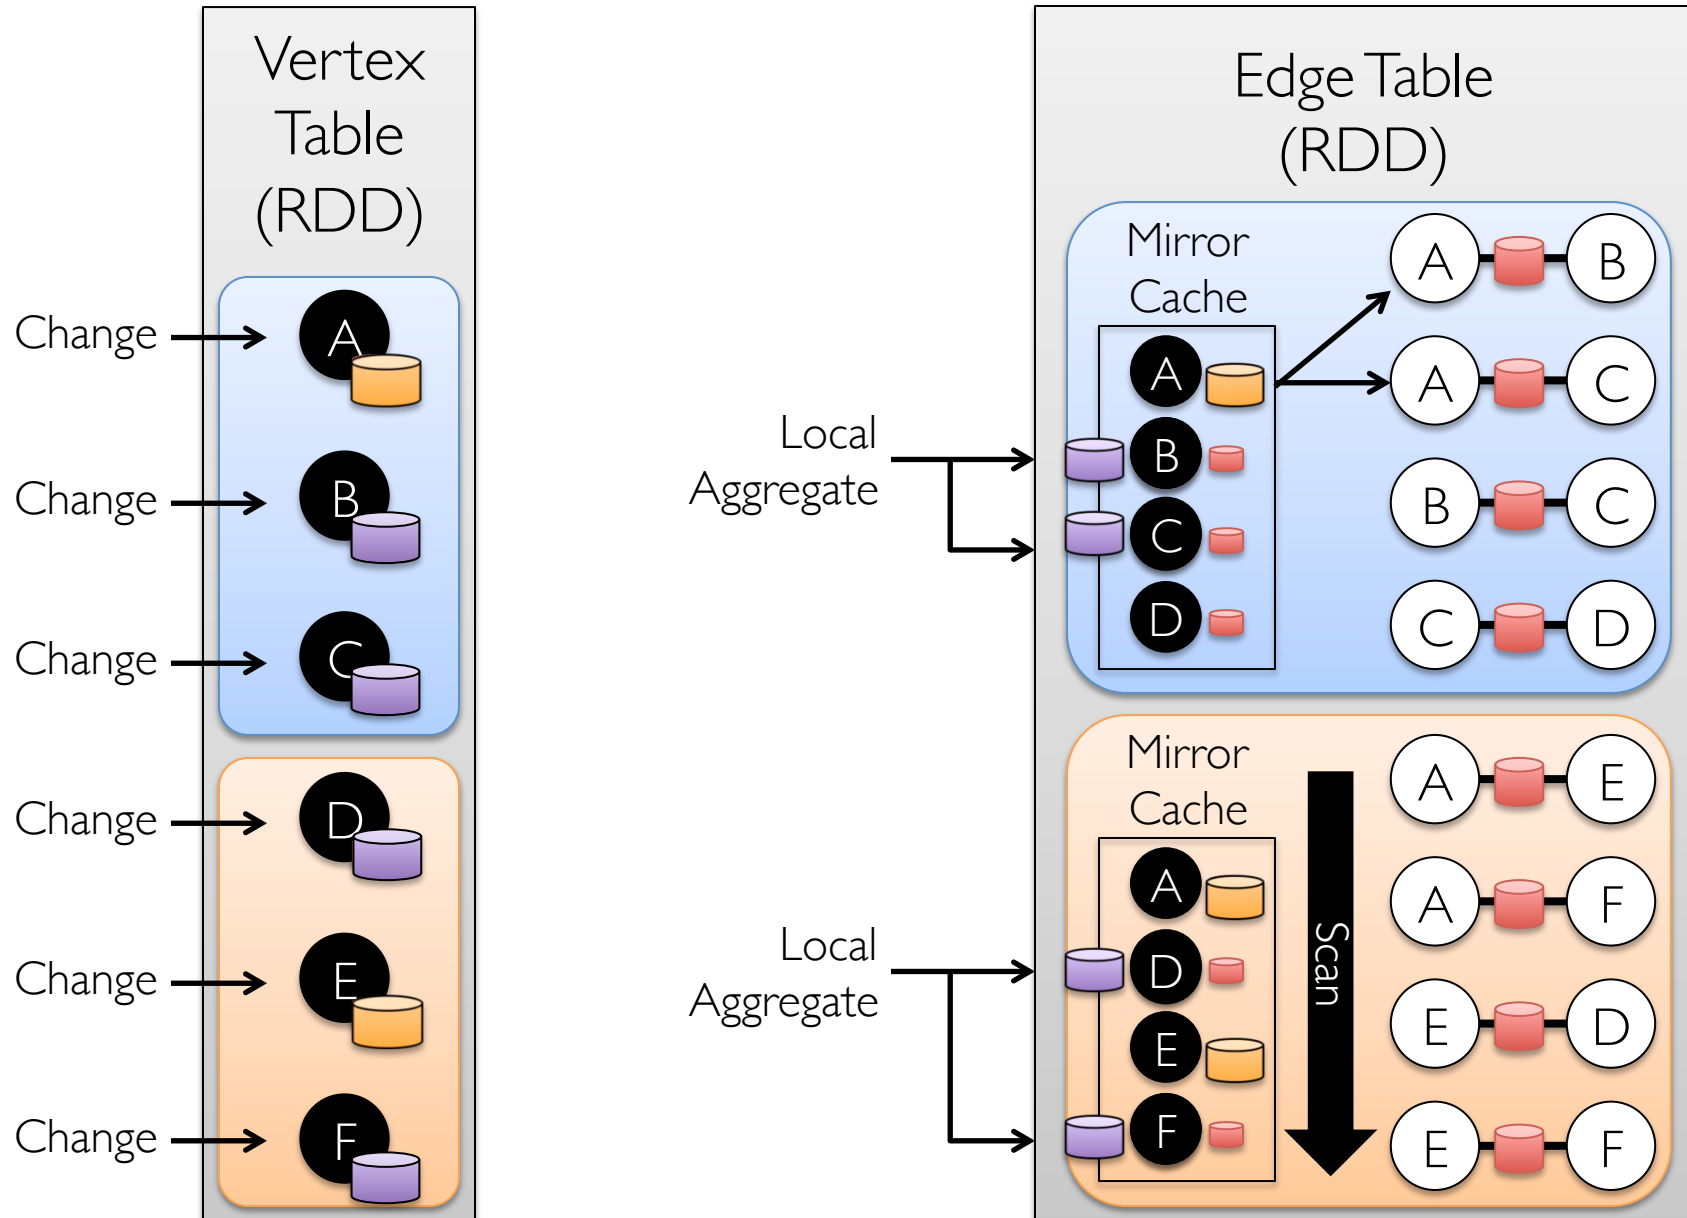 Vertex
Table
(RDD)
Change
A
Change
B
Change
C
Change
D
Change
E
Change
F
Local
Aggregate
Local
Aggregate
Edge Table
(RDD)
Mirror
Cache
A
B
C
D
A B
A C
B C
C D
Mirror
Cache
A
D
E
F
Scan
A E
A F
E D
E F